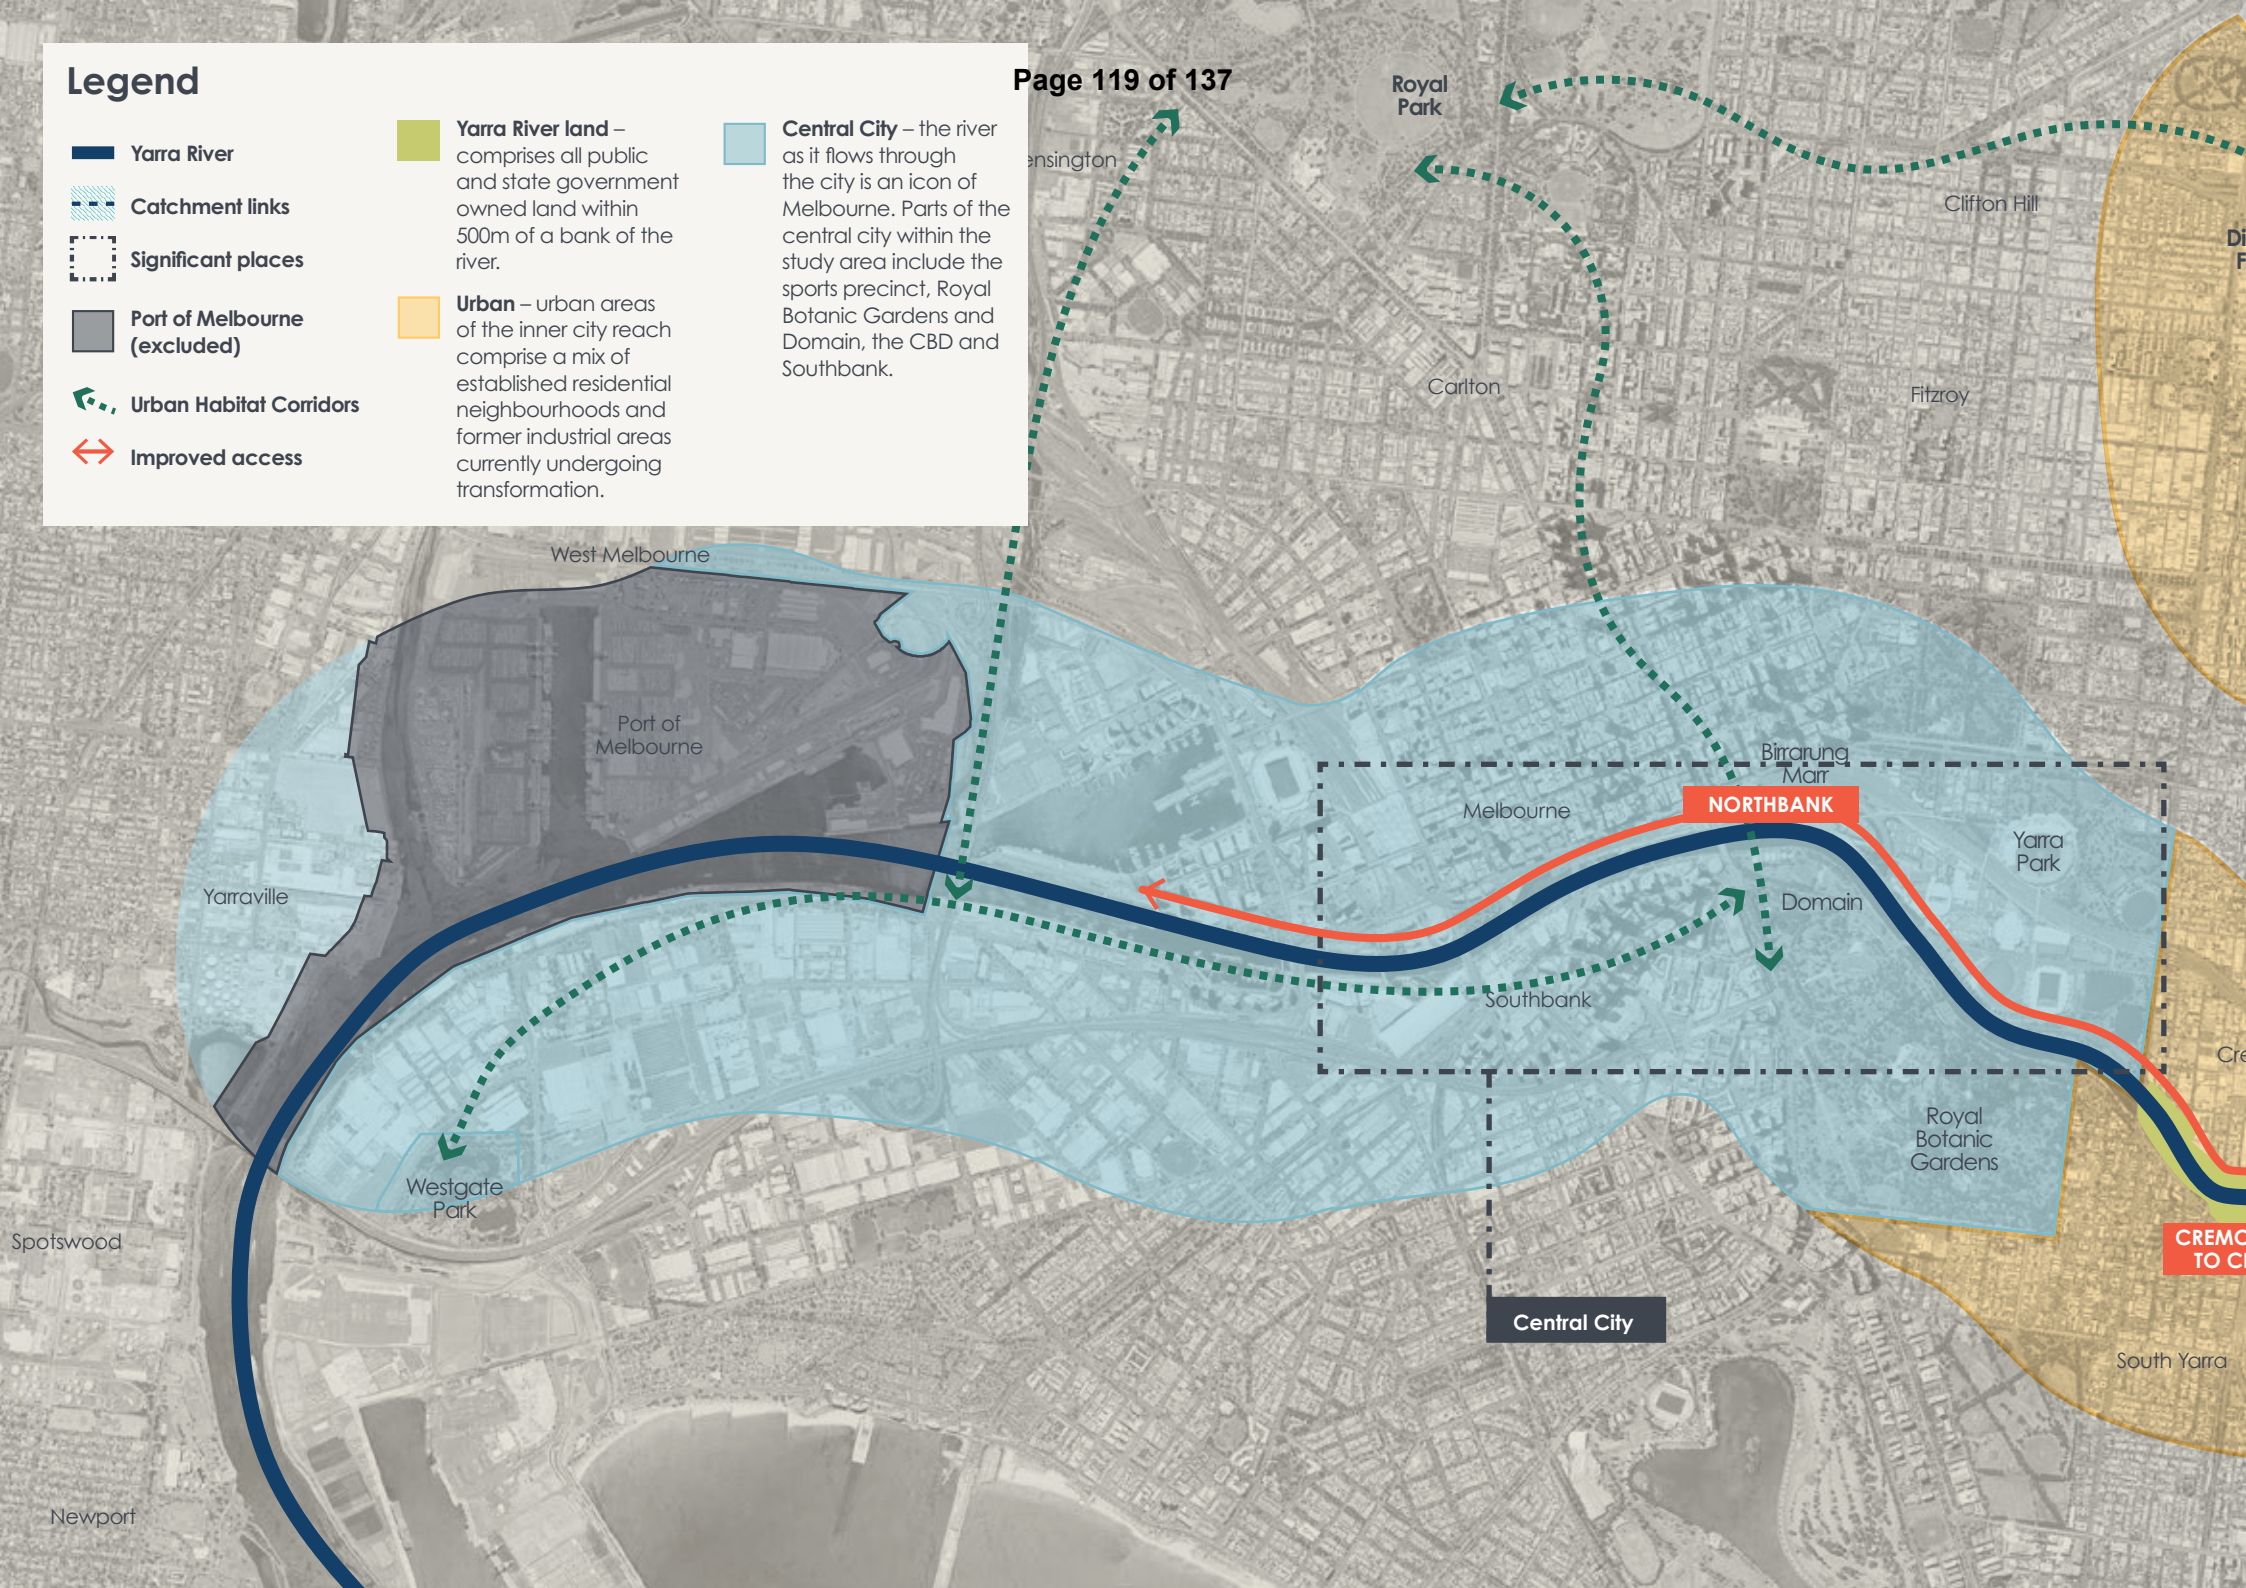 Legend
Yarra River
Catchment links
Significant places
Port of Melbourne
(excluded)
Urban Habitat Corridors
Improved access
Yarra River land –
comprises all public
and state government
owned land within
500m of a bank of the
river.
Urban – urban areas
of the inner city reach
comprise a mix of
established residential
neighbourhoods and
former industrial areas
currently undergoing
transformation.
Central City – the river
as it flows through
the city is an icon of
Melbourne. Parts of the
central city within the
study area include the
sports precinct, Royal
Botanic Gardens and
Domain, the CBD and
Southbank.
Page 119 of 137
Royal
Park
ensington
Clifton Hill
Di
F
Carlton
Fitzroy
West Melbourne
Port of
Melbourne
Birrarung
Marr
NORTHBANK
Melbourne
Yarra
Park
Yarraville
Domain
Southbank
Cre
Royal
Botanic
Gardens
Westgate
Park
Spotswood
CREMO
TO C
Central City
South Yarra
Newport